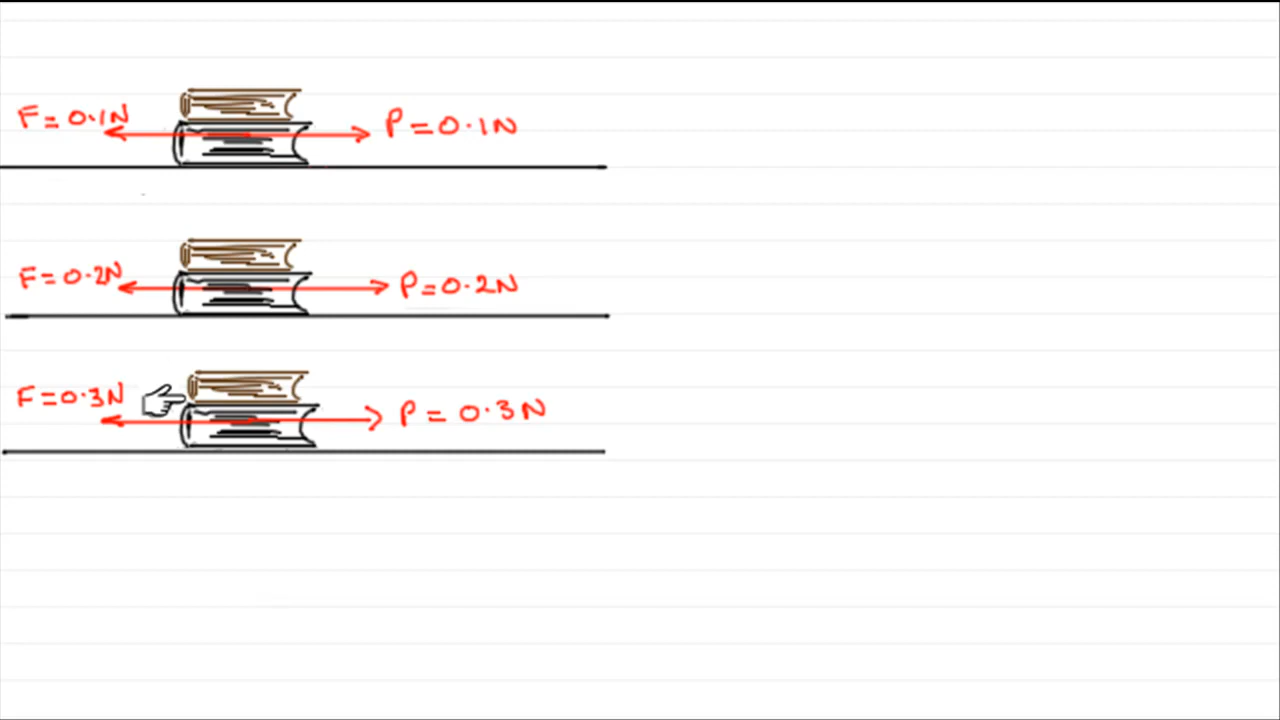 F = 0.1N
P = 0.1N
F = 0.2N
P = 0.2N
F = 0.3N
P = 0.3N